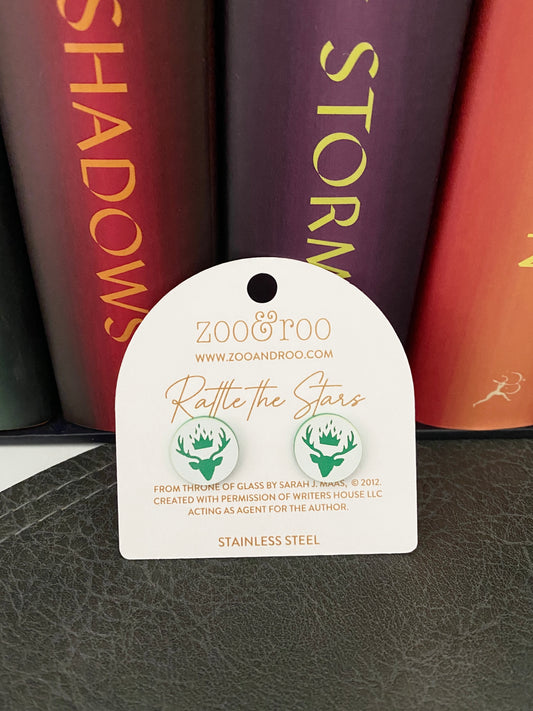 SHADOWS
STORM
zoo&roo
WWW.ZOOANDROO.COM
Rattle the Stars
FROM THRONE OF GLASS BY SARAH J. MAAS, © 2012.
CREATED WITH PERMISSION OF WRITERS HOUSE LLC
ACTING AS AGENT FOR THE AUTHOR.
STAINLESS STEEL